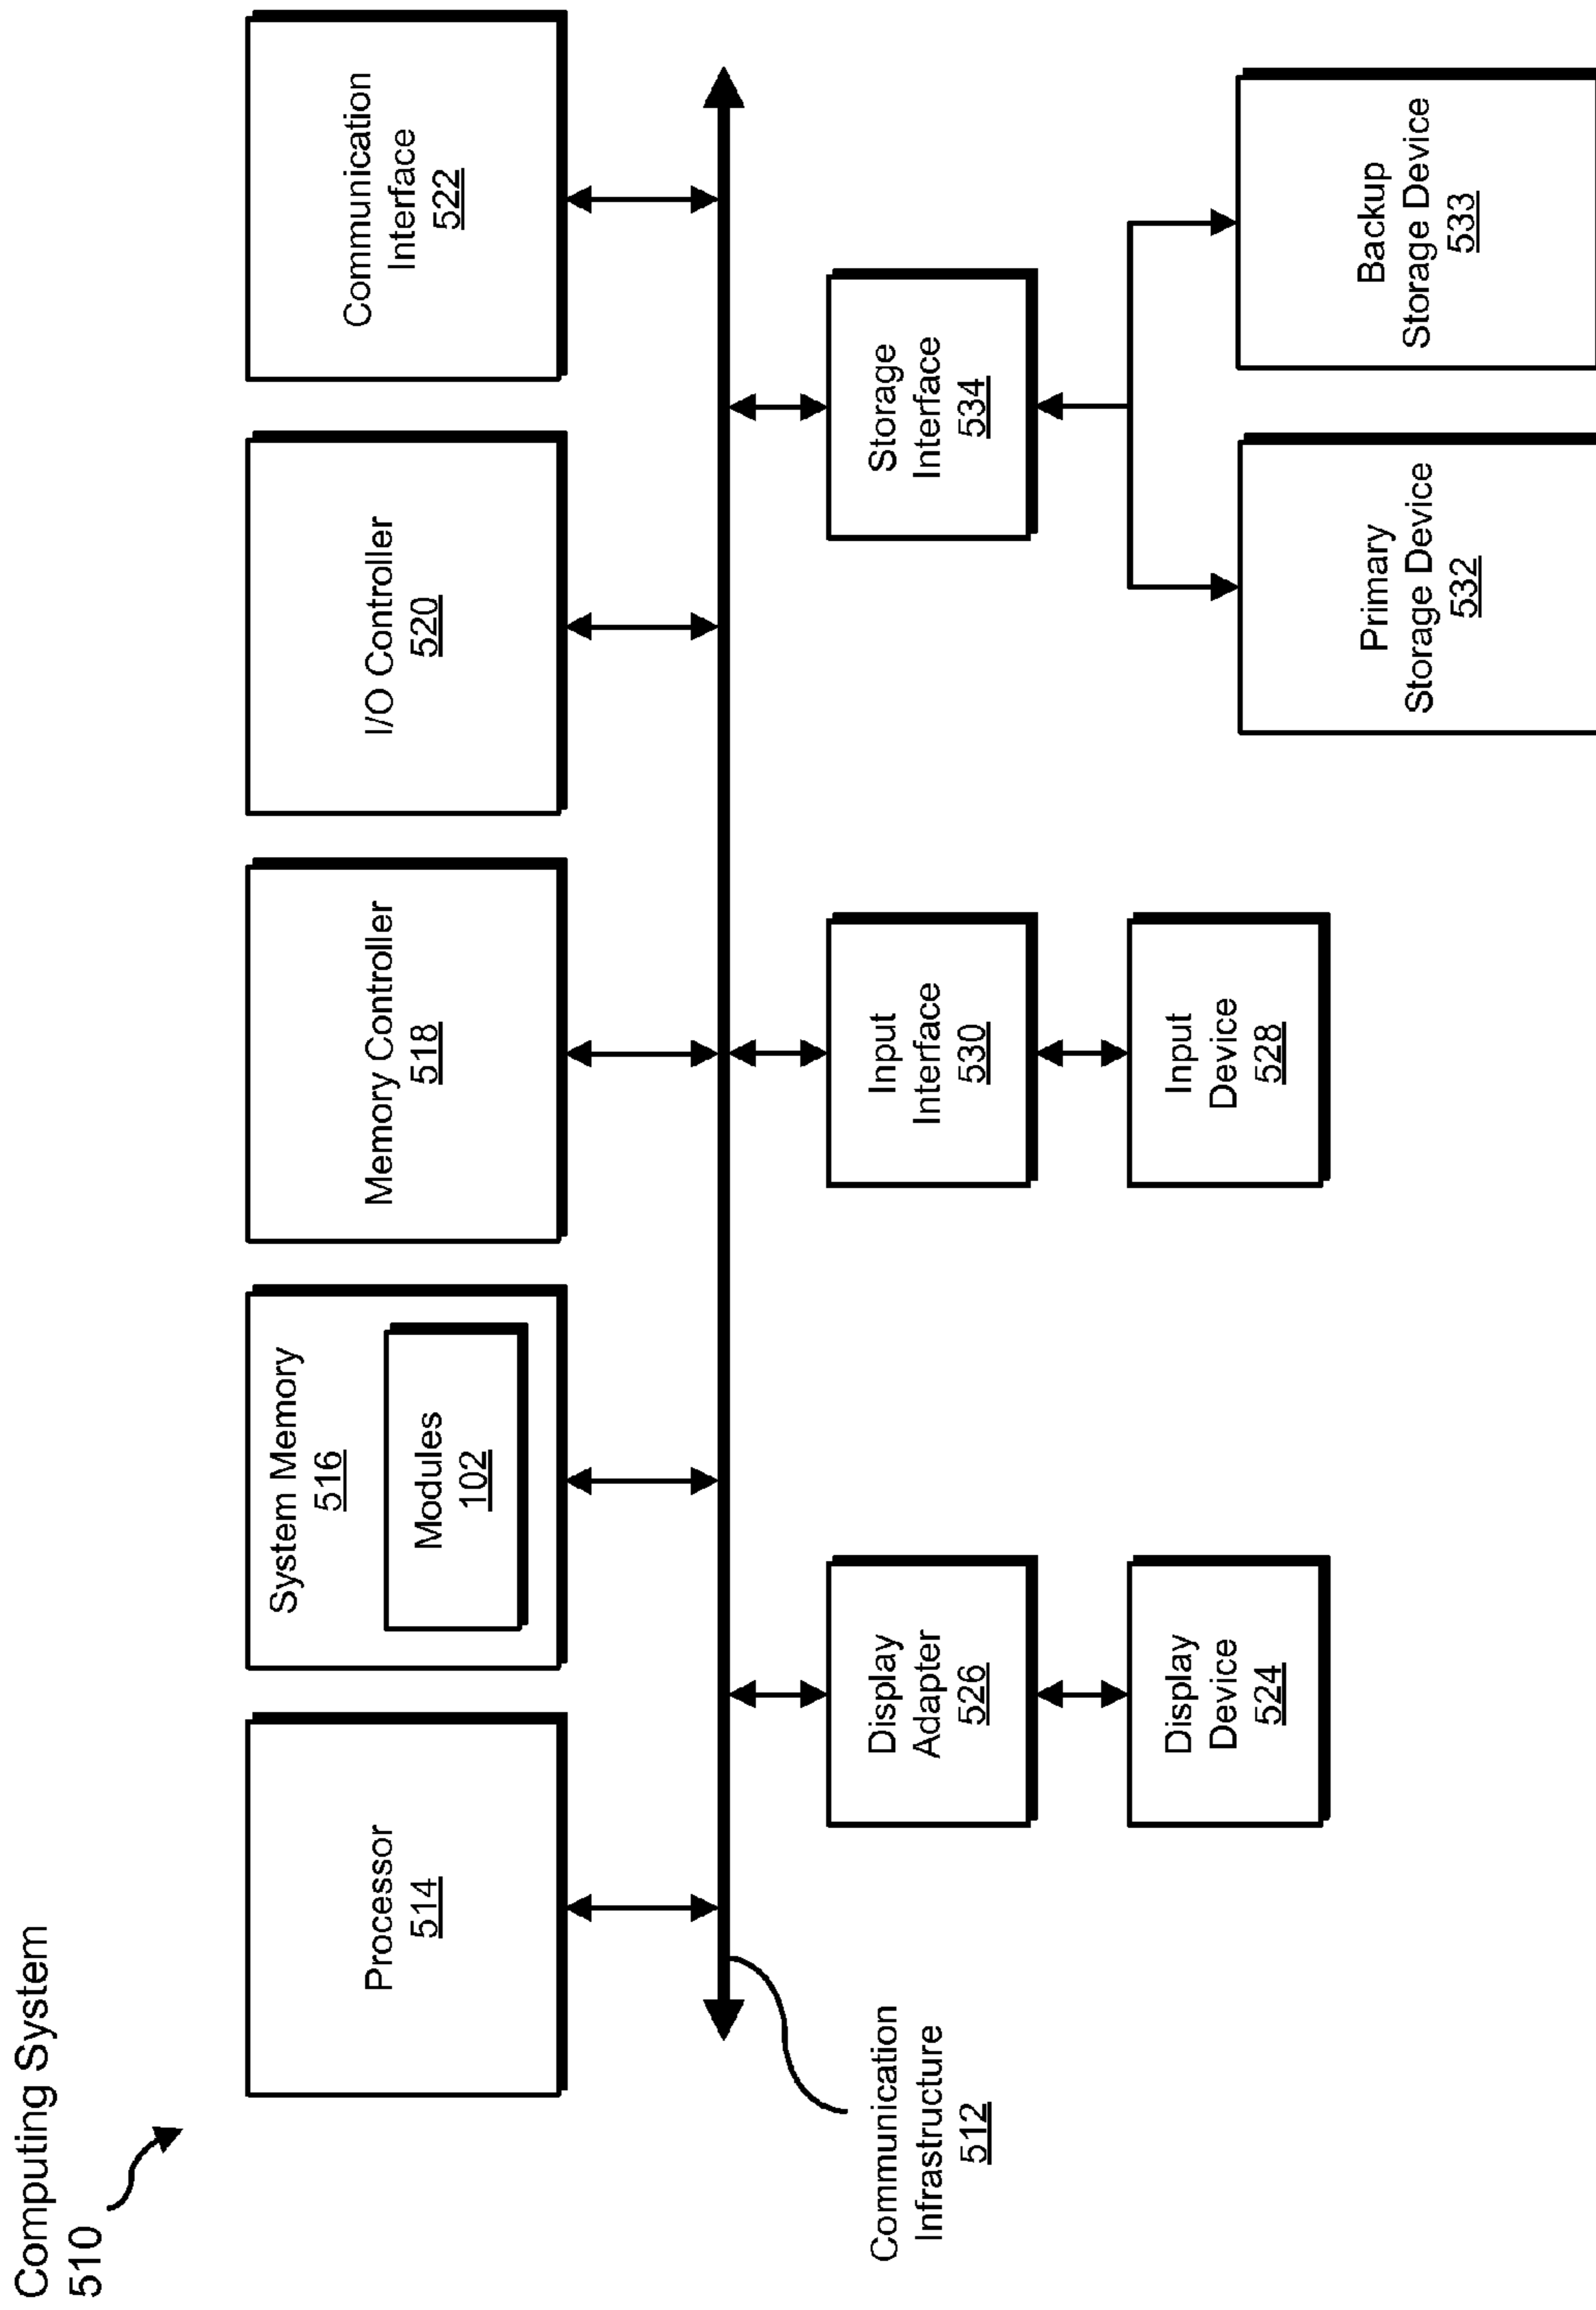 Computing System
510
Processor
514
System Memory
516
Modules
102
Memory Controller
518
I/O Controller
520
Communication
Interface
522
Communication
Infrastructure
512
Display
Adapter
526
Input
Interface
530
Storage
Interface
534
Display
Device
524
Input
Device
528
Primary
Storage Device
532
Backup
Storage Device
533